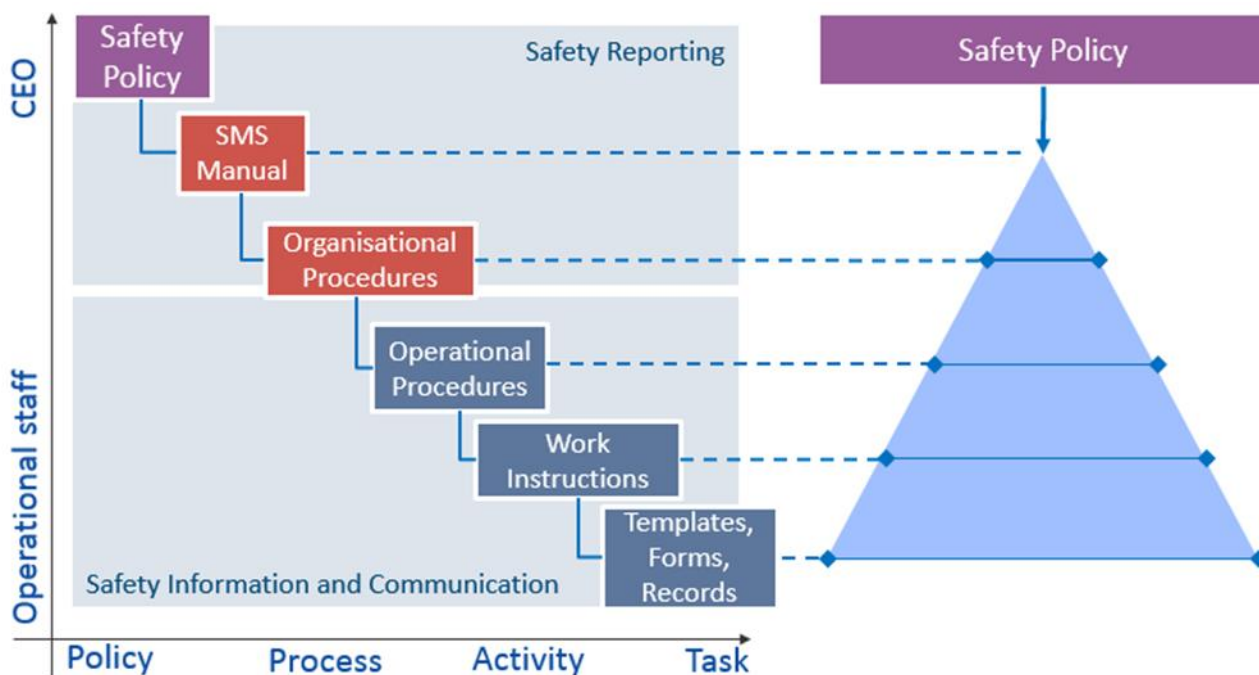 CEO
Operational staff
Safety
Policy
Safety Reporting
SMS
Manual
Organisational
Procedures
Operational
Procedures
Work
Instructions
Templates,
Forms,
Records
Safety Information and Communication
Policy
Process
Activity
Task
Safety Policy